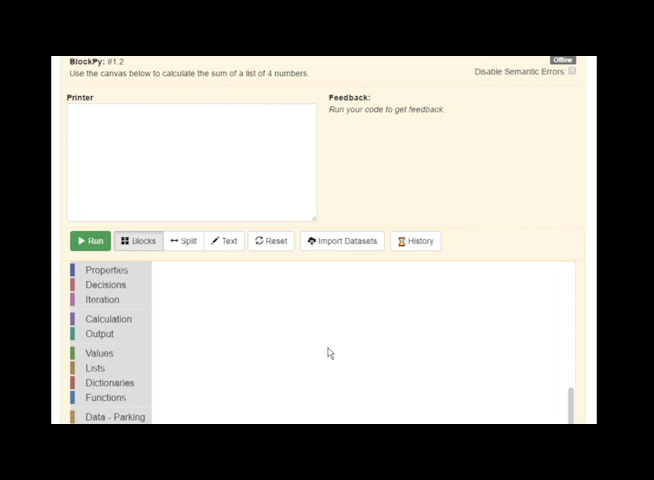 BlockPy: #1.2
Offline
Use the canvas below to calculate the sum of a list of 4 numbers.
Disable Semantic Errors:
Printer
Feedback:
Run your code to get feedback.
Run
Blocks
Split
Text
Reset
Import Datasets
History
Properties
Decisions
Iteration
Calculation
Output
Values
Lists
Dictionaries
Functions
Data - Parking